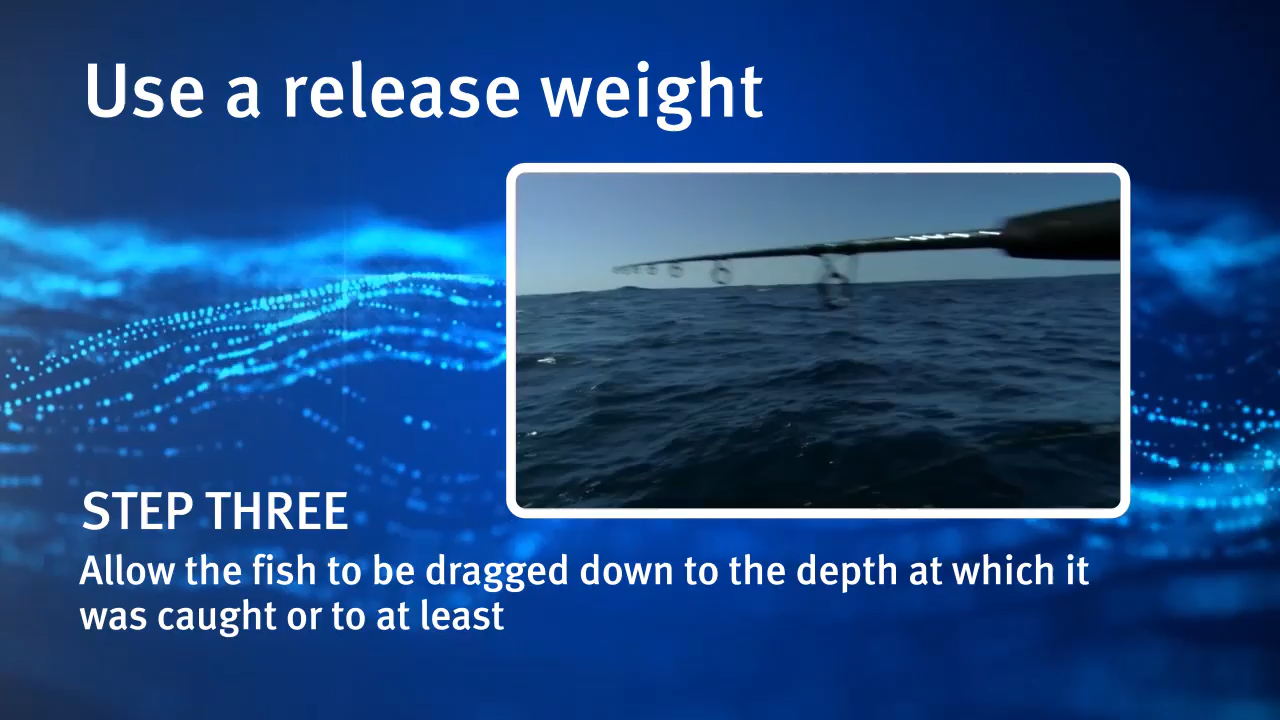 Use a release weight
STEP THREE
Allow the fish to be dragged down to the depth at which it
was caught or to at least